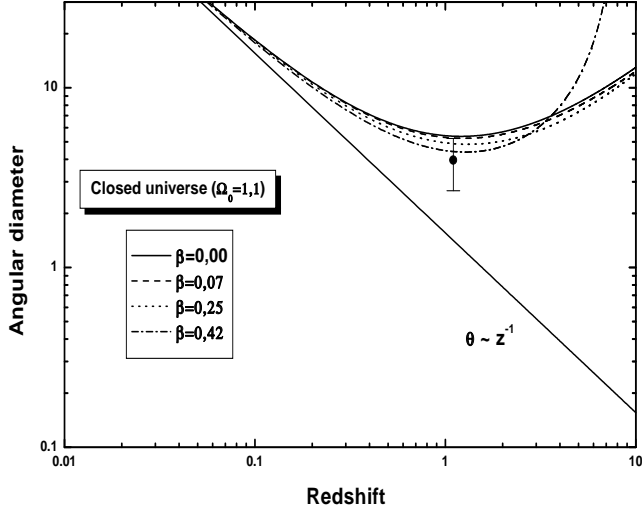 10
1
0.1
Angular diameter
Closed universe (Ω₀=1,1)
β=0,00
β=0,07
β=0,25
β=0,42
θ ~ z⁻¹
0.01
0.1
1
10
Redshift